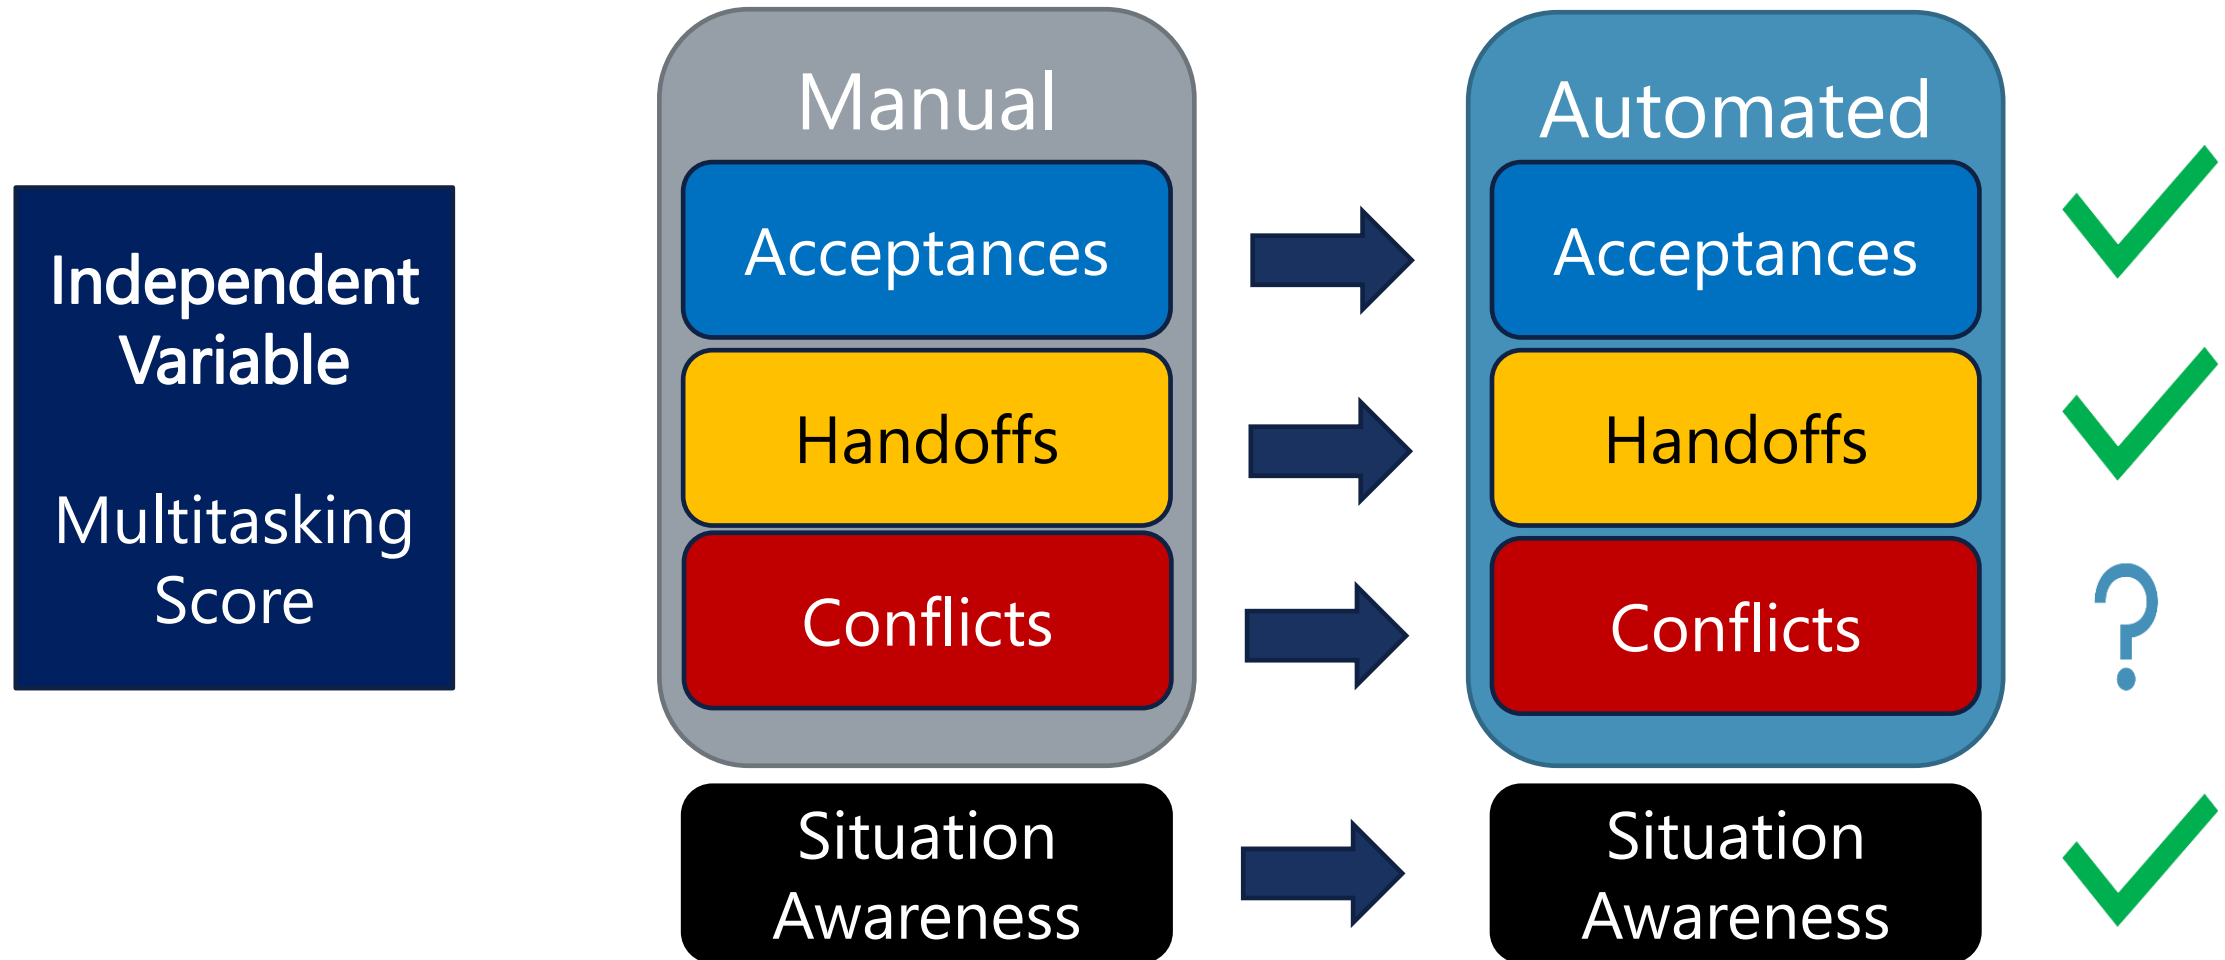 Independent
Variable
Multitasking
Score
Manual
Acceptances
Handoffs
Conflicts
Situation
Awareness
Automated
Acceptances
Handoffs
Conflicts
Situation
Awareness
?